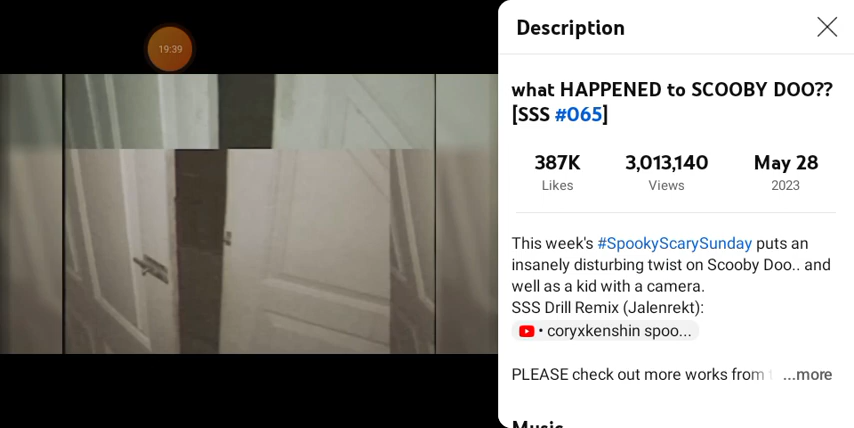 19:39
Description
what HAPPENED to SCOOBY DOO??
[SSS #065]
387K 3,013,140 May 28
Likes Views 2023
This week's #SpookyScarySunday puts an
insanely disturbing twist on Scooby Doo.. and
well as a kid with a camera.
SSS Drill Remix (Jalenrekt):
• coryxkenshin spoo...
PLEASE check out more works from ...more
Music